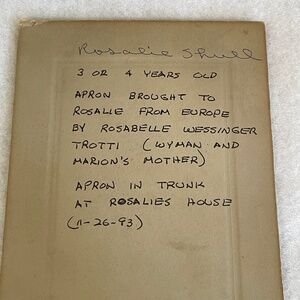 Rosalie Shull
3 OR 4 YEARS OLD
APRON BROUGHT TO
ROSALIE FROM EUROPE
BY ROSABELLE WESSINGER
TROTTI (WYMAN AND
MARION'S MOTHER)
APRON IN TRUNK
AT ROSALIES HOUSE
(11-26-93)